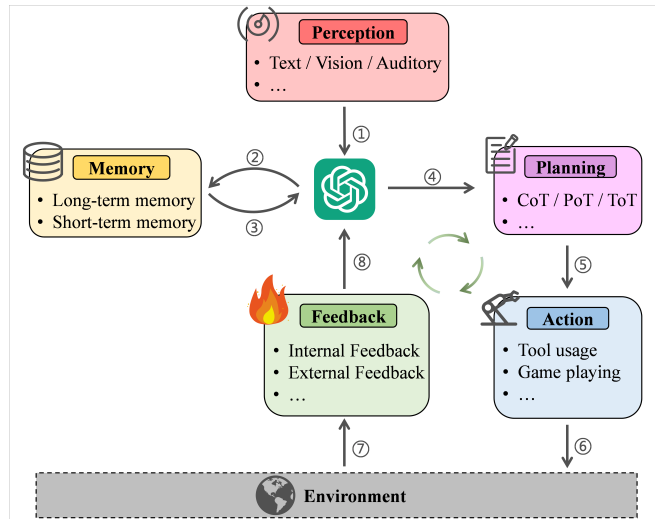 Perception
• Text / Vision / Auditory
• …
①
Memory
• Long-term memory
• Short-term memory
②
③
④
Planning
• CoT / PoT / ToT
• …
⑤
⑧
Feedback
• Internal Feedback
• External Feedback
• …
Action
• Tool usage
• Game playing
• …
⑦
⑥
Environment